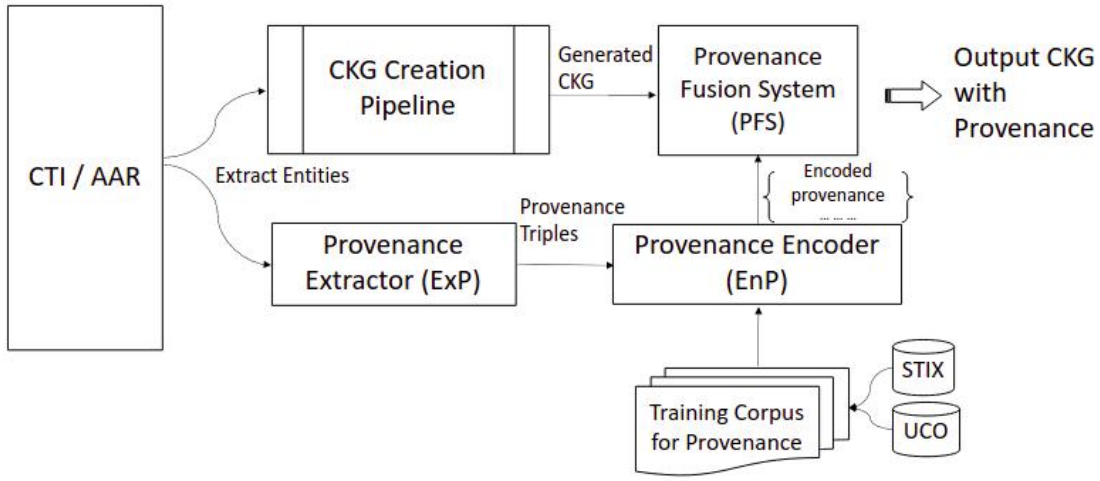 CTI / AAR
Extract Entities
CKG Creation
Pipeline
Generated
CKG
Provenance
Fusion System
(PFS)
Output CKG
with
Provenance
Provenance
Extractor (ExP)
Provenance
Triples
Encoded
provenance
... ... ...
Provenance Encoder
(EnP)
Training Corpus
for Provenance
STIX
UCO